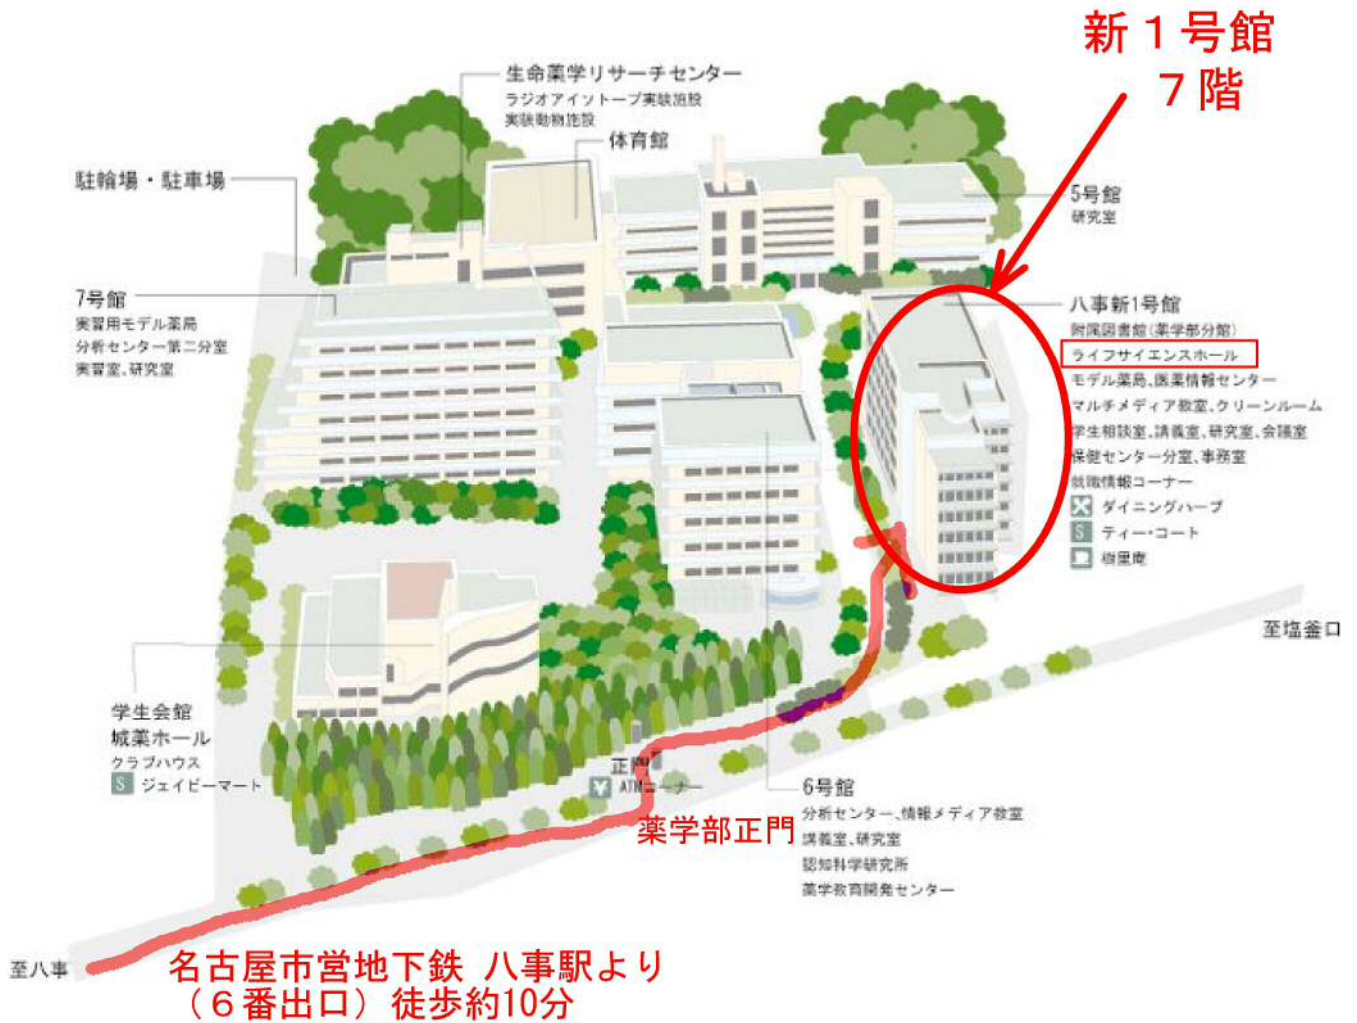 新１号館
７階
生命薬学リサーチセンター
ラジオアイソトープ実験施設
実験動物施設
体育館
駐輪場・駐車場
5号館
研究室
7号館
実習用モデル薬局
分析センター第二分室
実習室、研究室
八事新1号館
附属図書館(薬学部分館)
ライフサイエンスホール
モデル薬局、医薬情報センター
マルチメディア教室、クリーンルーム
学生相談室、講義室、研究室、会議室
保健センター分室、事務室
就職情報コーナー
ダイニングハーブ
S ティー・コート
樹里庵
至塩釜口
学生会館
城薬ホール
クラブハウス
S ジェイビーマート
正門
¥ ATMコーナー
薬学部正門
6号館
分析センター、情報メディア教室
講義室、研究室
認知科学研究所
薬学教育開発センター
至八事
名古屋市営地下鉄 八事駅より
（６番出口）徒歩約10分